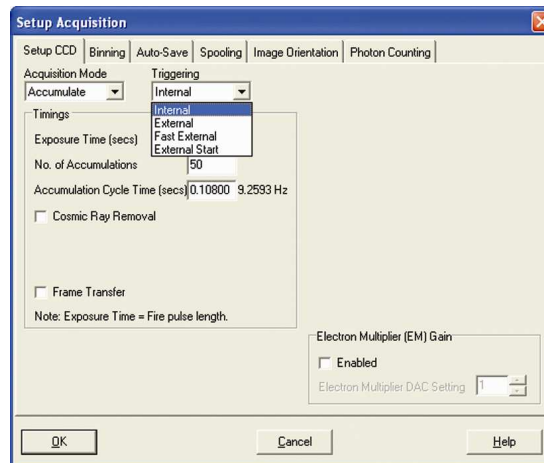 Setup Acquisition
Setup CCD Binning Auto-Save Spooling Image Orientation Photon Counting
Acquisition Mode Triggering
Accumulate Internal
Internal
External
Fast External
External Start
Timings
Exposure Time (secs)
No. of Accumulations 50
Accumulation Cycle Time (secs) 0.10800 9.2593 Hz
Cosmic Ray Removal
Frame Transfer
Note: Exposure Time = Fire pulse length.
Electron Multiplier (EM) Gain
Enabled
Electron Multiplier DAC Setting 1
OK Cancel Help